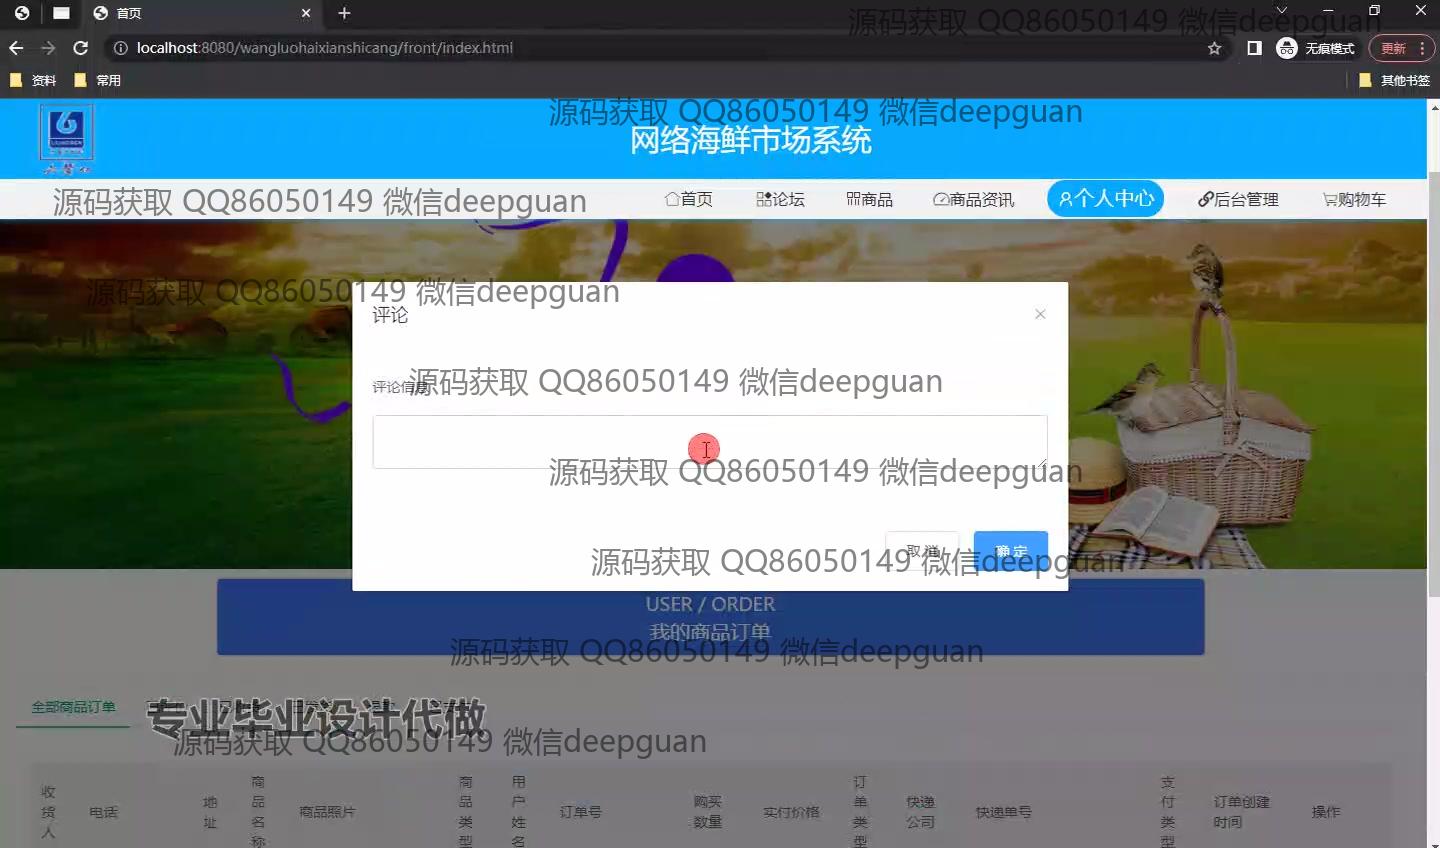 首页
源码获取 QQ86050149 微信deepguan
localhost:8080/wangluohaixianshicang/front/index.html
无痕模式
更新
资料
常用
其他书签
源码获取 QQ86050149 微信deepguan
网络海鲜市场系统
源码获取 QQ86050149 微信deepguan
首页
论坛
商品
商品资讯
个人中心
后台管理
购物车
源码获取 QQ86050149 微信deepguan
评论
评论信息
源码获取 QQ86050149 微信deepguan
源码获取 QQ86050149 微信deepguan
取消
确定
源码获取 QQ86050149 微信deepguan
USER / ORDER
我的商品订单
源码获取 QQ86050149 微信deepguan
全部商品订单
专业毕业设计代做
源码获取 QQ86050149 微信deepguan
收货人
电话
地址
商品名称
商品照片
商品类型
用户姓名
订单号
购买数量
实付价格
订单类型
快递公司
快递单号
支付类型
订单创建时间
操作